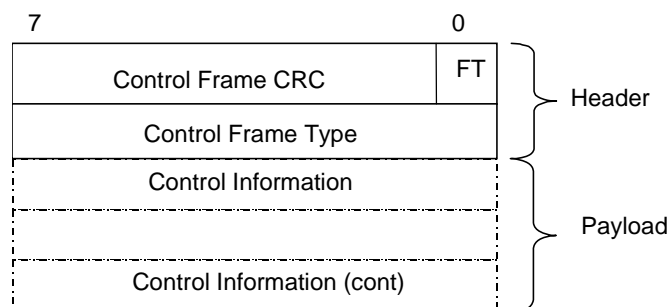 7 0
Control Frame CRC FT
Header
Control Frame Type
Control Information
Payload
Control Information (cont)